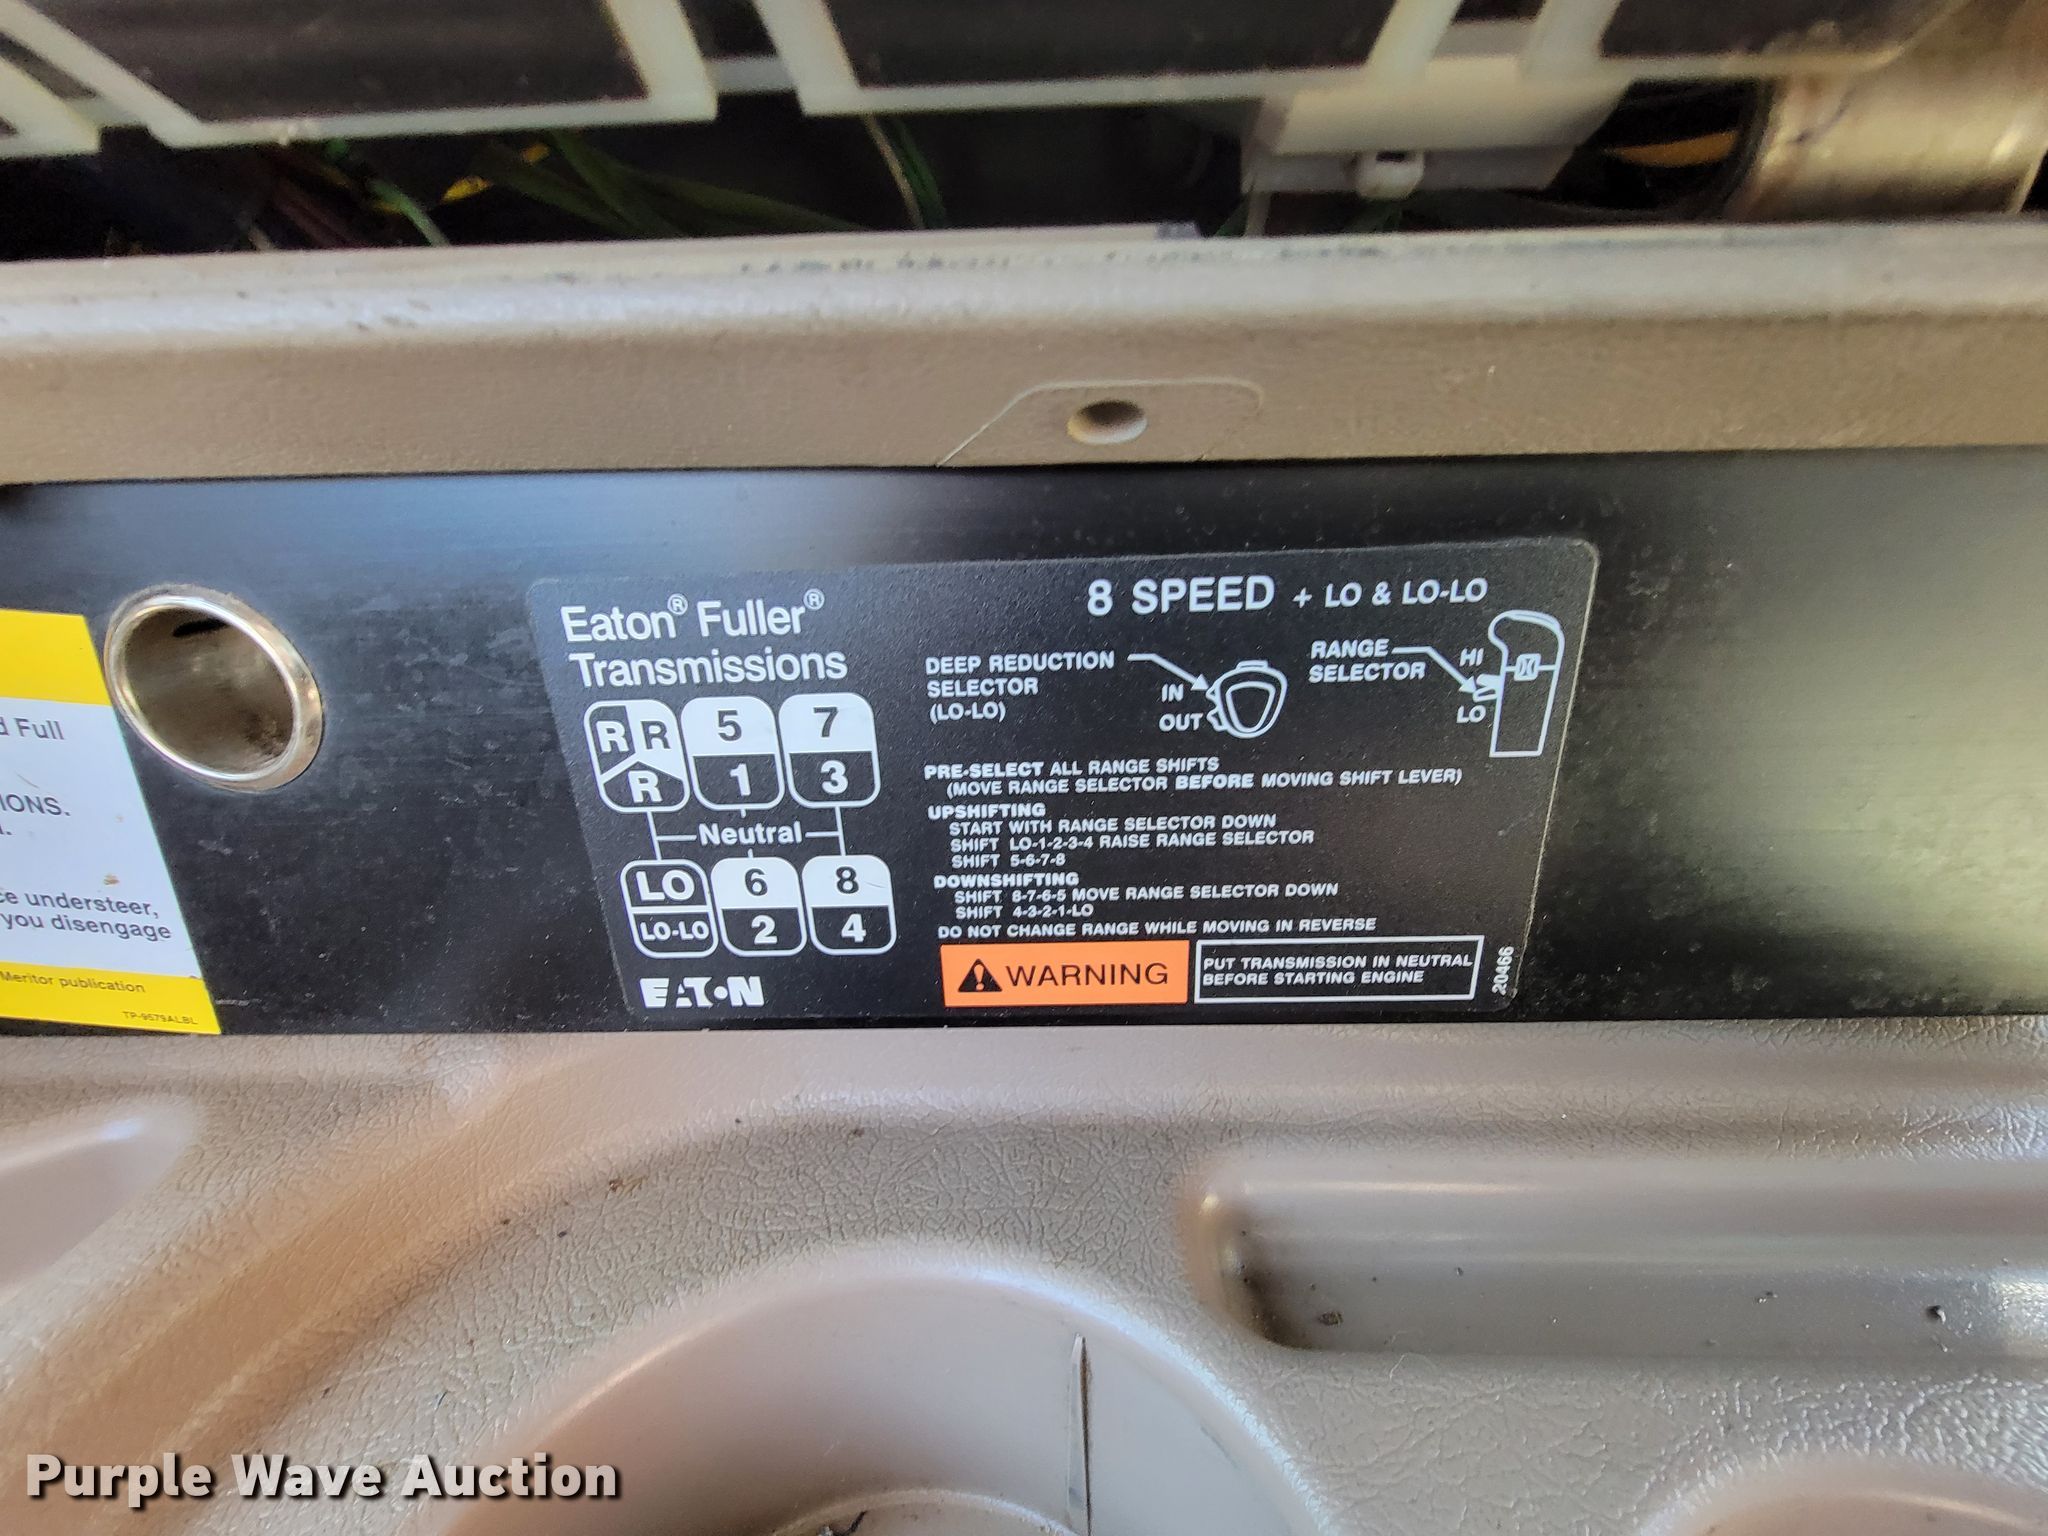 Eaton® Fuller®
Transmissions
R R 5 7
R 1 3
Neutral
LO 6 8
LO-LO 2 4
EATON
8 SPEED + LO & LO-LO
DEEP REDUCTION
SELECTOR
(LO-LO)
IN
OUT
RANGE
SELECTOR
HI
LO
PRE-SELECT ALL RANGE SHIFTS
(MOVE RANGE SELECTOR BEFORE MOVING SHIFT LEVER)
UPSHIFTING
START WITH RANGE SELECTOR DOWN
SHIFT LO-1-2-3-4 RAISE RANGE SELECTOR
SHIFT 5-6-7-8
DOWNSHIFTING
SHIFT 8-7-6-5 MOVE RANGE SELECTOR DOWN
SHIFT 4-3-2-1-LO
DO NOT CHANGE RANGE WHILE MOVING IN REVERSE
WARNING
PUT TRANSMISSION IN NEUTRAL
BEFORE STARTING ENGINE
20466
Full
IONS.
understeer,
you disengage
Meritor publication
TP-9579ALBL
Purple Wave Auction